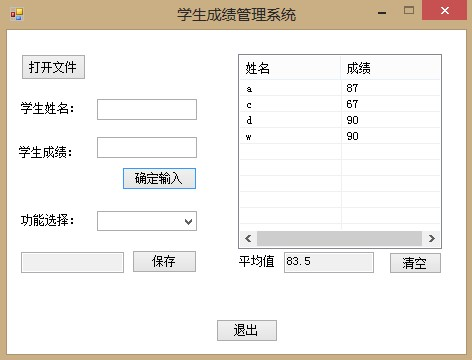 学生成绩管理系统
打开文件
学生姓名：
学生成绩：
确定输入
功能选择：
保存
姓名 成绩
a 87
c 67
d 90
w 90
平均值 83.5 清空
退出